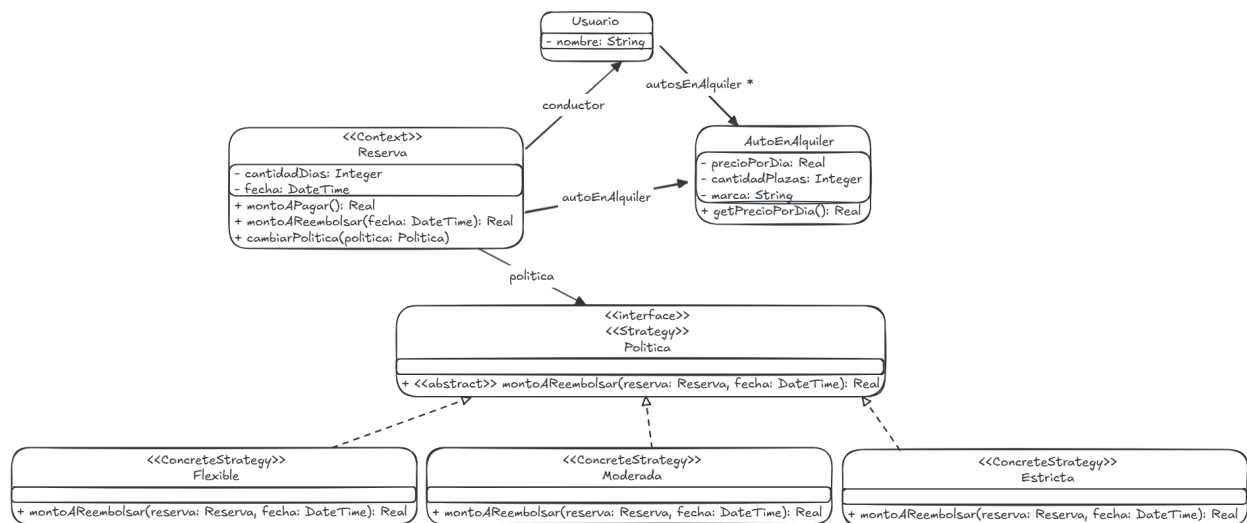 Usuario
- nombre: String
autosEnAlquiler *
conductor
<<Context>>
Reserva
- cantidadDias: Integer
- fecha: DateTime
+ montoAPagar(): Real
+ montoAReembolsar(fecha: DateTime): Real
+ cambiarPolitica(politica: Politica)
autoEnAlquiler
AutoEnAlquiler
- precioPorDia: Real
- cantidadPlazas: Integer
- marca: String
+ getPrecioPorDia(): Real
politica
<<interface>>
<<Strategy>>
Politica
+ <<abstract>> montoAReembolsar(reserva: Reserva, fecha: DateTime): Real
<<ConcreteStrategy>>
Flexible
+ montoAReembolsar(reserva: Reserva, fecha: DateTime): Real
<<ConcreteStrategy>>
Moderada
+ montoAReembolsar(reserva: Reserva, fecha: DateTime): Real
<<ConcreteStrategy>>
Estricta
+ montoAReembolsar(reserva: Reserva, fecha: DateTime): Real